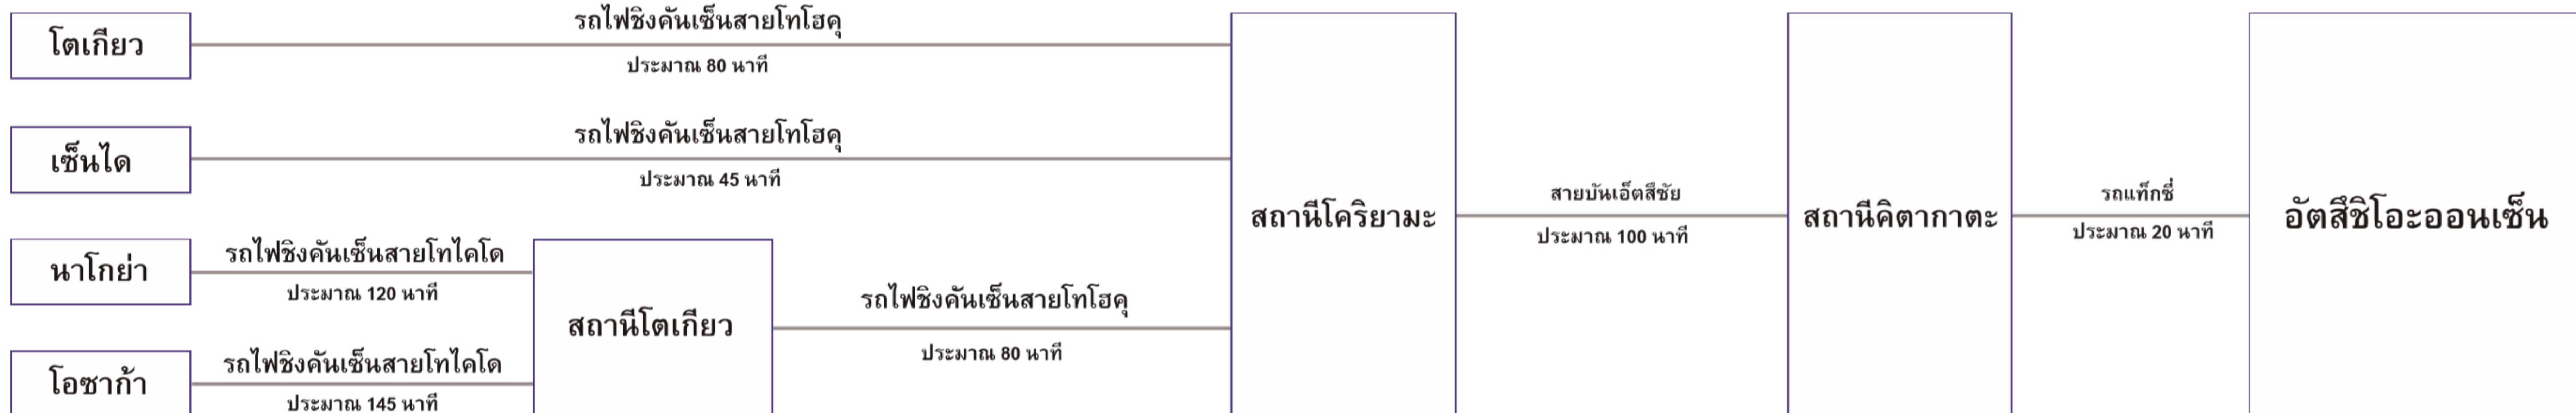 โตเกียว
รถไฟชิงคันเซ็นสายโทโฮคุ
ประมาณ 80 นาที
เซ็นได
รถไฟชิงคันเซ็นสายโทโฮคุ
ประมาณ 45 นาที
นาโกย่า
รถไฟชิงคันเซ็นสายโทไคโด
ประมาณ 120 นาที
โอซาก้า
รถไฟชิงคันเซ็นสายโทไคโด
ประมาณ 145 นาที
สถานีโตเกียว
รถไฟชิงคันเซ็นสายโทโฮคุ
ประมาณ 80 นาที
สถานีโคริยามะ
สายบันเอ็ตสึซัย
ประมาณ 100 นาที
สถานีคิตากาตะ
รถแท็กซี่
ประมาณ 20 นาที
อัตสึชิโอะออนเซ็น